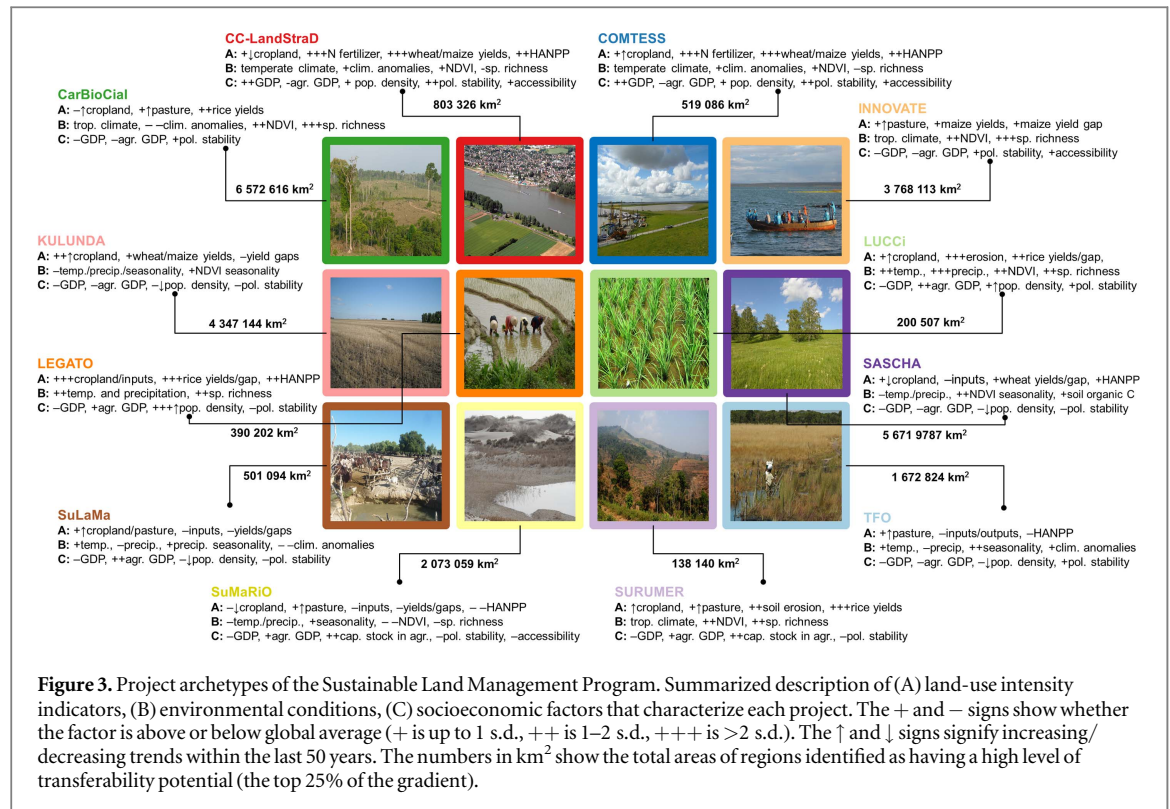 CC-LandStraD
A: +↓cropland, +++N fertilizer, +++wheat/maize yields, ++HANPP
B: temperate climate, +clim. anomalies, +NDVI, -sp. richness
C: ++GDP, -agr. GDP, + pop. density, ++pol. stability, +accessibility
803 326 km²
COMTESS
A: +↑cropland, +++N fertilizer, +++wheat/maize yields, ++HANPP
B: temperate climate, +clim. anomalies, +NDVI, –sp. richness
C: ++GDP, –agr. GDP, + pop. density, ++pol. stability, +accessibility
519 086 km²
CarBioCial
A: –↑cropland, +↑pasture, ++rice yields
B: trop. climate, – –clim. anomalies, ++NDVI, +++sp. richness
C: –GDP, –agr. GDP, +pol. stability
6 572 616 km²
INNOVATE
A: +↑pasture, +maize yields, +maize yield gap
B: trop. climate, ++NDVI, +++sp. richness
C: –GDP, –agr. GDP, +pol. stability, +accessibility
3 768 113 km²
KULUNDA
A: ++↑cropland, +wheat/maize yields, –yield gaps
B: –temp./precip./seasonality, +NDVI seasonality
C: –GDP, –agr. GDP, –↓pop. density, –pol. stability
4 347 144 km²
LUCCi
A: +↑cropland, +++erosion, ++rice yields/gap,
B: ++temp., +++precip., ++NDVI, ++sp. richness
C: –GDP, ++agr. GDP, +↑pop. density, +pol. stability
200 507 km²
LEGATO
A: +++cropland/inputs, +++rice yields/gap, ++HANPP
B: ++temp. and precipitation, ++sp. richness
C: –GDP, +agr. GDP, +++↑pop. density, –pol. stability
390 202 km²
SASCHA
A: +↓cropland, –inputs, +wheat yields/gap, +HANPP
B: –temp./precip., ++NDVI seasonality, +soil organic C
C: –GDP, –agr. GDP, –↓pop. density, –pol. stability
5 671 9787 km²
501 094 km²
SuLaMa
A: +↑cropland/pasture, –inputs, –yields/gaps
B: +temp., –precip., +precip. seasonality, – –clim. anomalies
C: –GDP, ++agr. GDP, –↓pop. density, –pol. stability
1 672 824 km²
TFO
A: +↑pasture, –inputs/outputs, –HANPP
B: +temp., –precip, ++seasonality, +clim. anomalies
C: –GDP, –agr. GDP, –↓pop. density, +pol. stability
2 073 059 km²
SuMaRiO
A: –↓cropland, +↑pasture, –inputs, –yields/gaps, – –HANPP
B: –temp./precip., +seasonality, – –NDVI, –sp. richness
C: –GDP, +agr. GDP, ++cap. stock in agr., –pol. stability, –accessibility
138 140 km²
SURUMER
A: ↑cropland, +↑pasture, ++soil erosion, +++rice yields
B: trop. climate, ++NDVI, ++sp. richness
C: –GDP, +agr. GDP, ++cap. stock in agr., –pol. stability
Figure 3. Project archetypes of the Sustainable Land Management Program. Summarized description of (A) land-use intensity
indicators, (B) environmental conditions, (C) socioeconomic factors that characterize each project. The + and − signs show whether
the factor is above or below global average (+ is up to 1 s.d., ++ is 1–2 s.d., +++ is >2 s.d.). The ↑ and ↓ signs signify increasing/
decreasing trends within the last 50 years. The numbers in km² show the total areas of regions identified as having a high level of
transferability potential (the top 25% of the gradient).